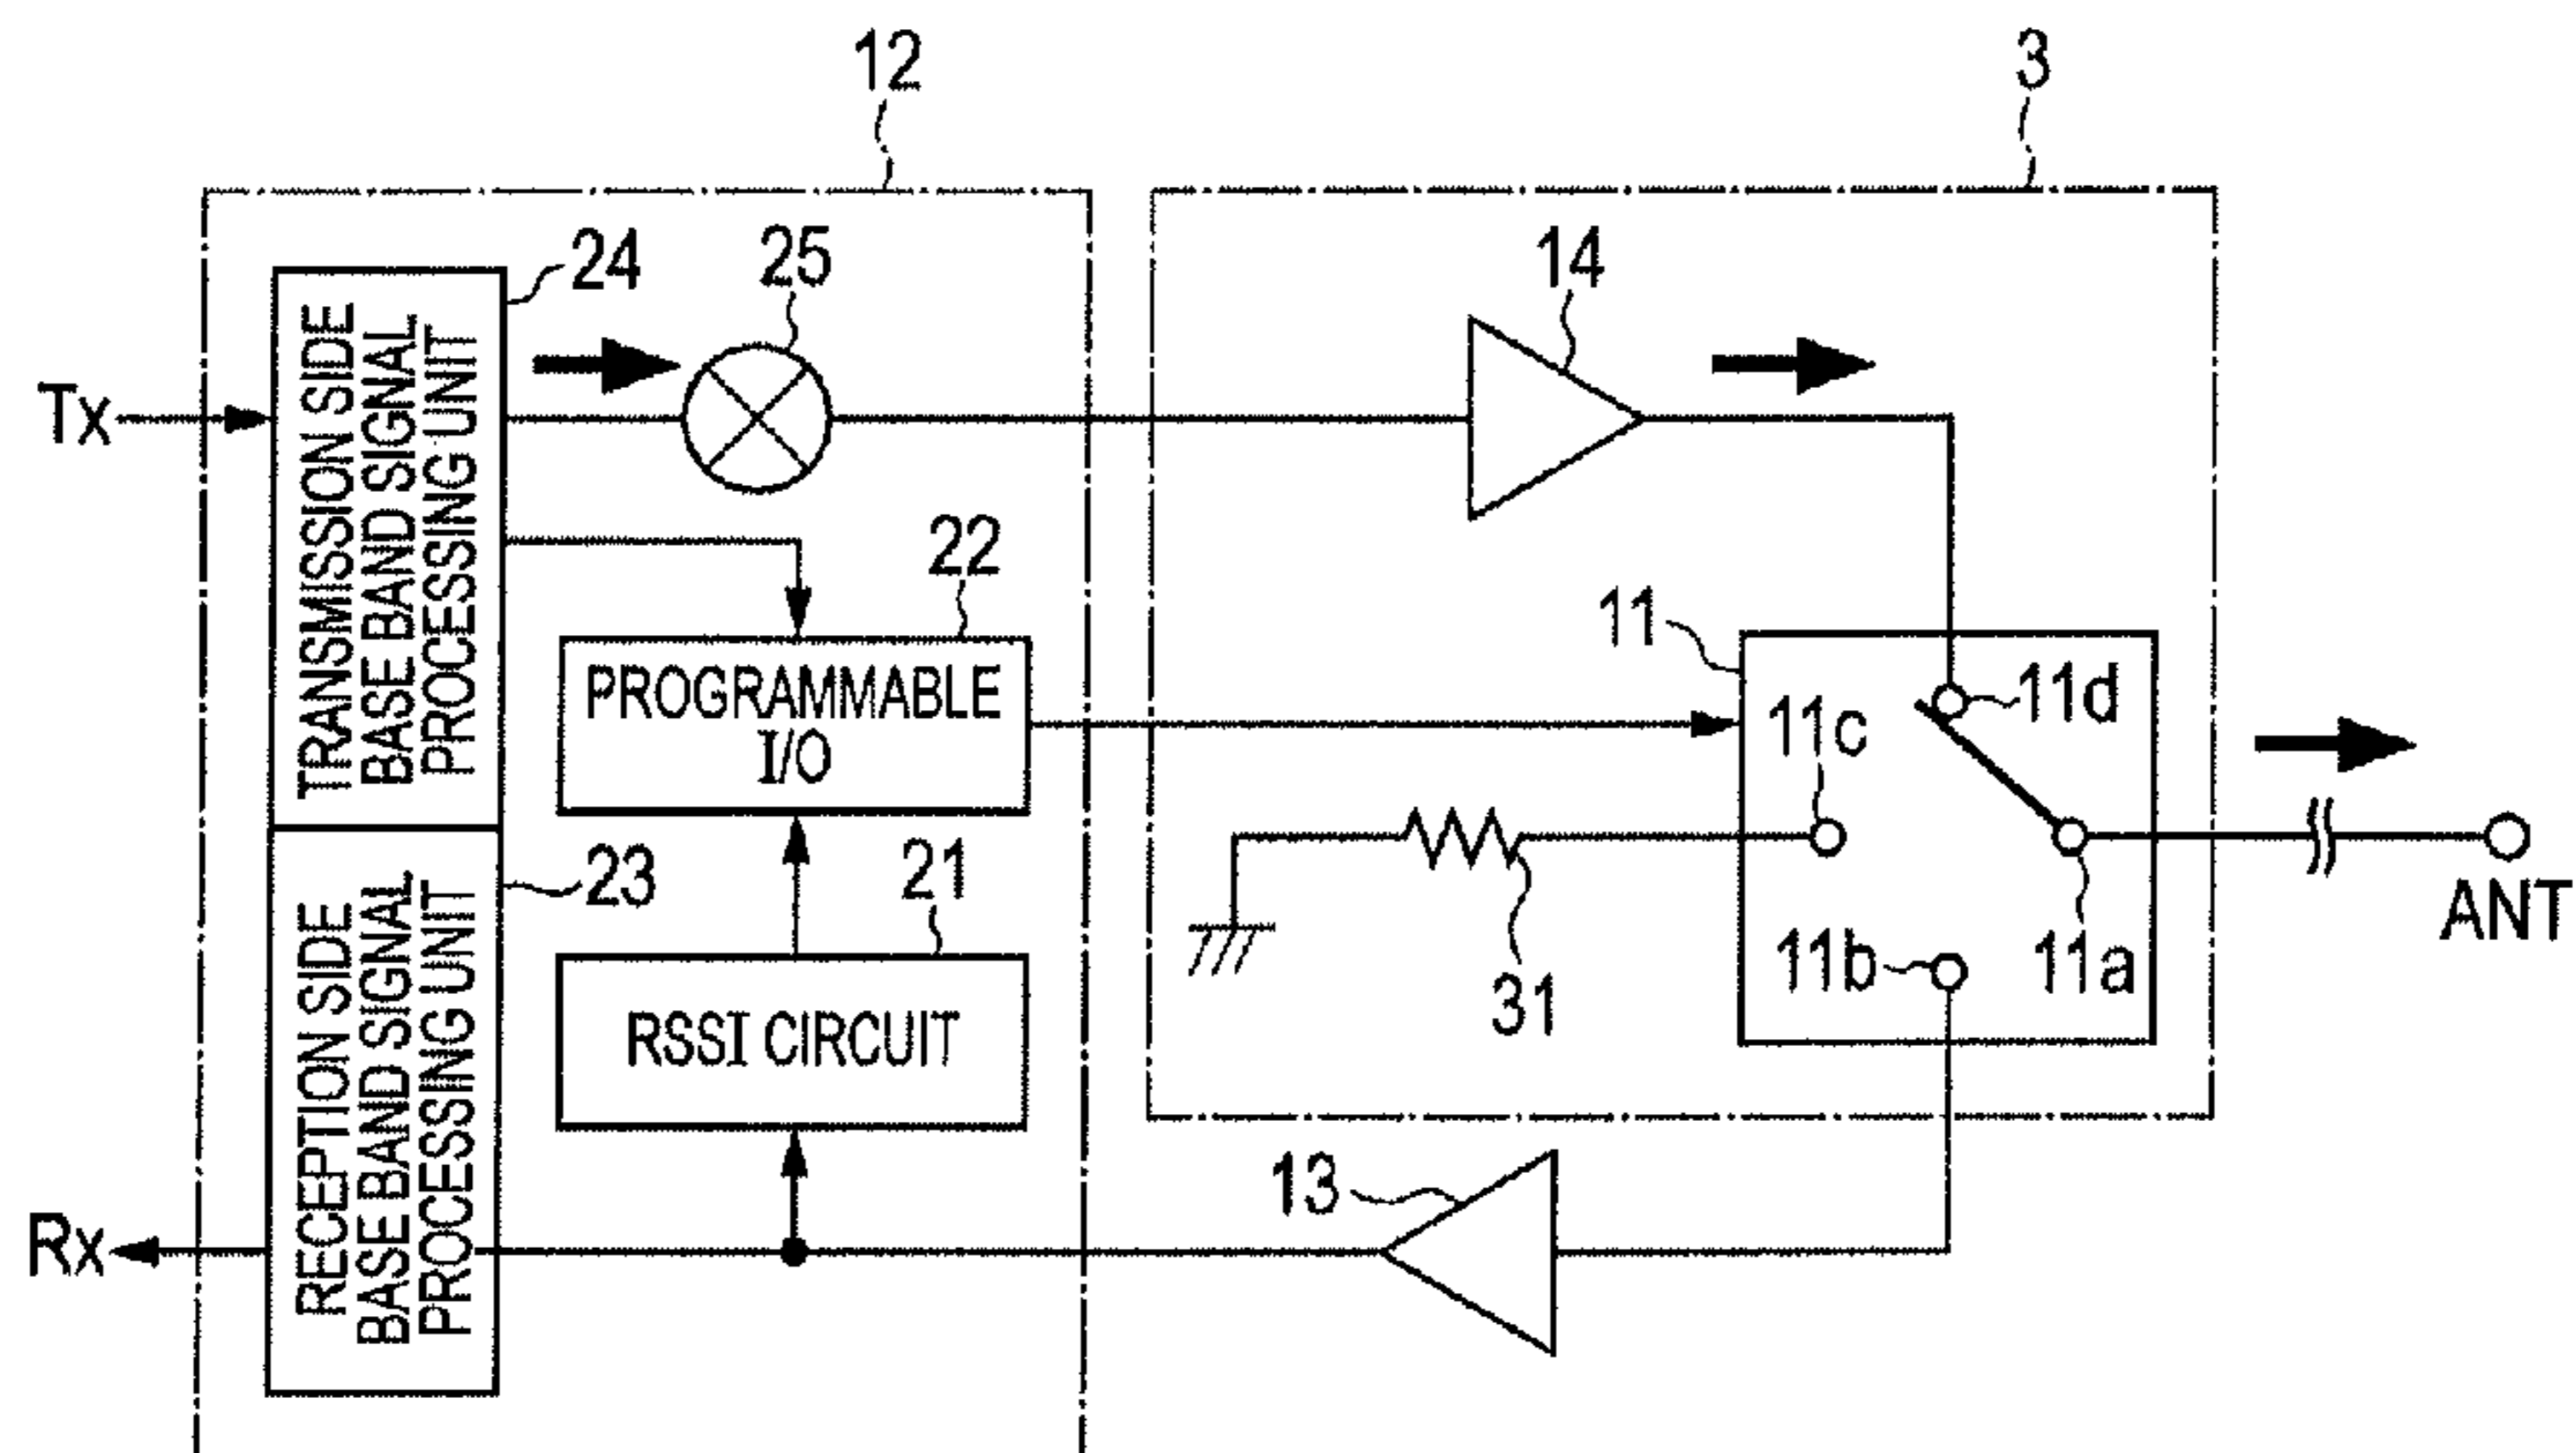 12
3
24
25
14
Tx
TRANSMISSION SIDE
BASE BAND SIGNAL
PROCESSING UNIT
22
11
PROGRAMMABLE
I/O
11c
11d
23
21
ANT
RECEPTION SIDE
BASE BAND SIGNAL
PROCESSING UNIT
RSSI CIRCUIT
31
11b
11a
13
Rx